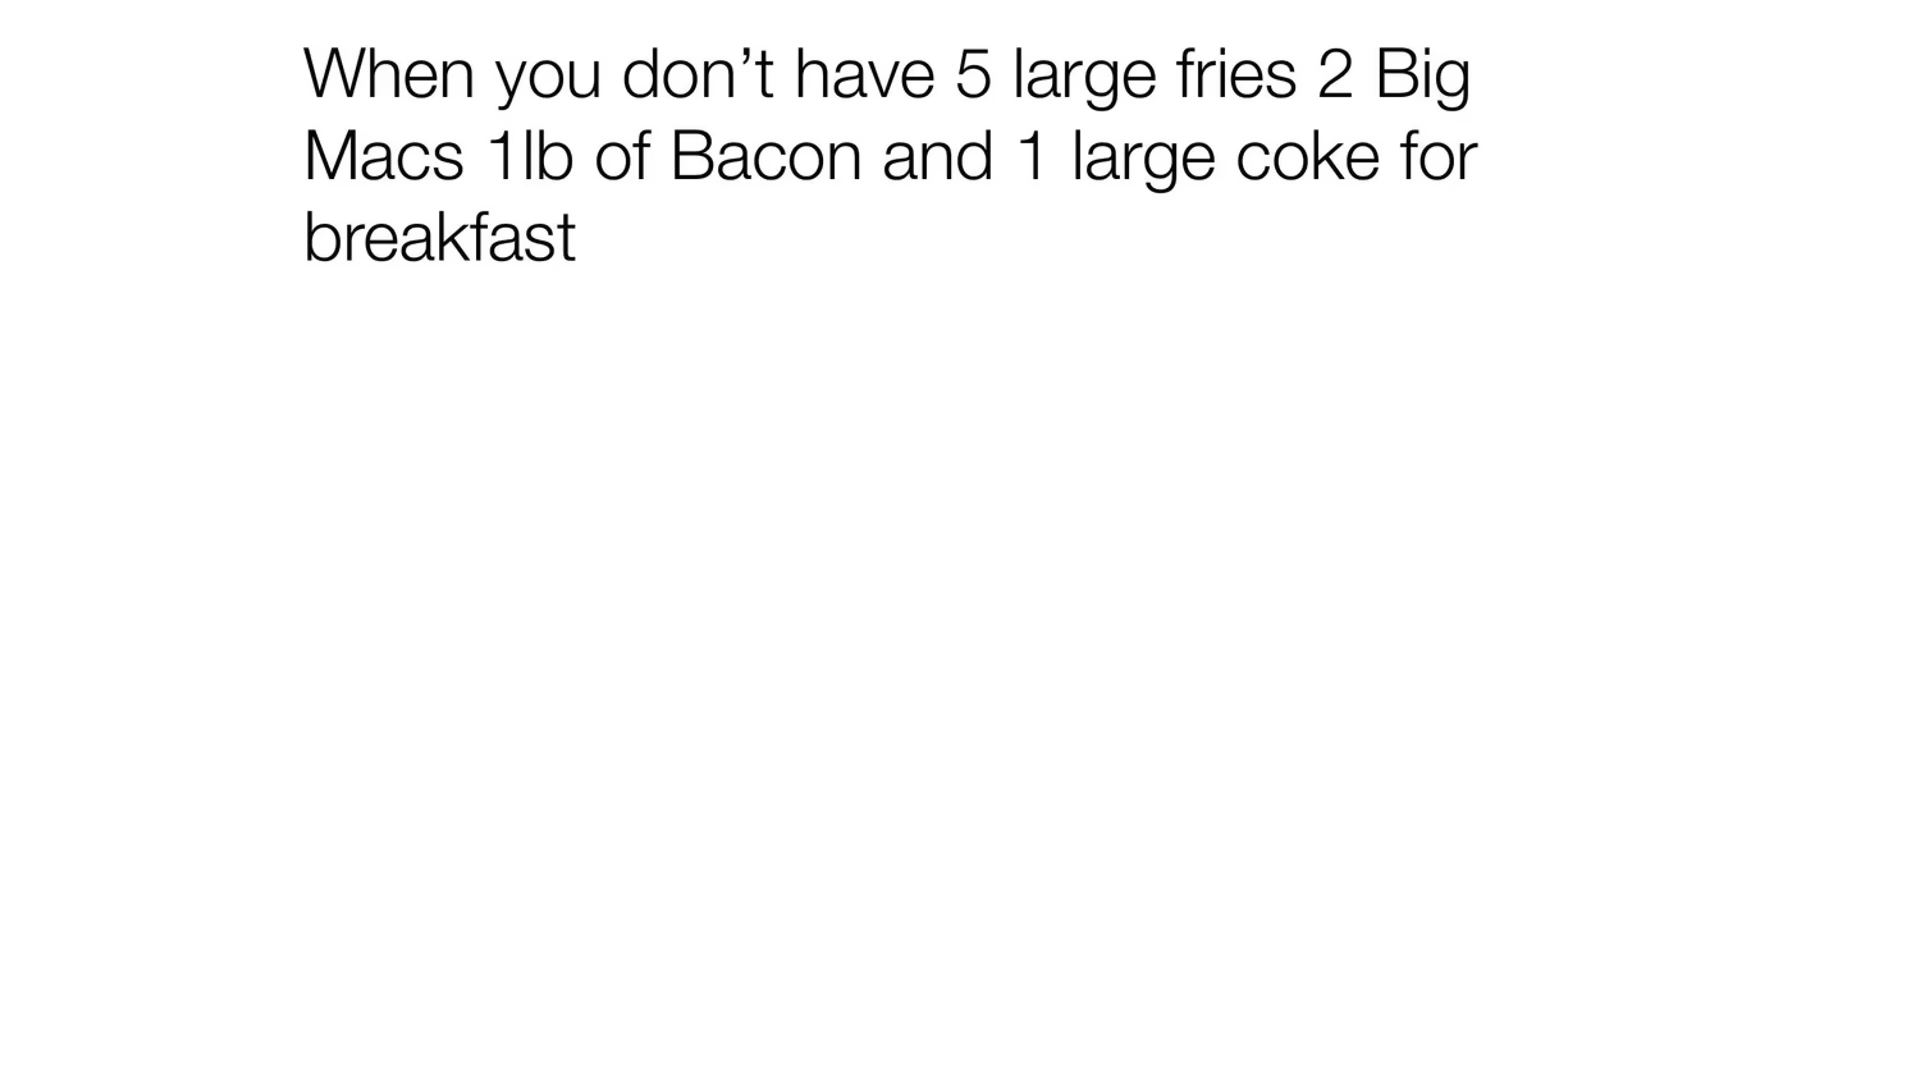 When you don’t have 5 large fries 2 Big
Macs 1lb of Bacon and 1 large coke for
breakfast